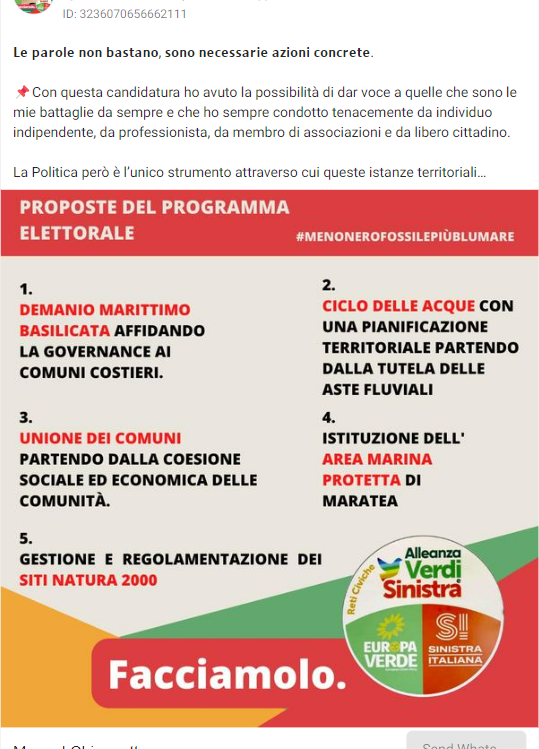 ID: 3236070656662111
Le parole non bastano, sono necessarie azioni concrete.
📌Con questa candidatura ho avuto la possibilità di dar voce a quelle che sono le
mie battaglie da sempre e che ho sempre condotto tenacemente da individuo
indipendente, da professionista, da membro di associazioni e da libero cittadino.
La Politica però è l'unico strumento attraverso cui queste istanze territoriali...
PROPOSTE DEL PROGRAMMA
ELETTORALE
#MENONEROFOSSILEPIÙBLUMARE
1.
DEMANIO MARITTIMO
BASILICATA AFFIDANDO
LA GOVERNANCE AI
COMUNI COSTIERI.
2.
CICLO DELLE ACQUE CON
UNA PIANIFICAZIONE
TERRITORIALE PARTENDO
DALLA TUTELA DELLE
ASTE FLUVIALI
3.
UNIONE DEI COMUNI
PARTENDO DALLA COESIONE
SOCIALE ED ECONOMICA DELLE
COMUNITÀ.
4.
ISTITUZIONE DELL'
AREA MARINA
PROTETTA DI
MARATEA
5.
GESTIONE E REGOLAMENTAZIONE DEI
SITI NATURA 2000
Reti Civiche
Alleanza
Verdi
Sinistra
EUROPA
VERDE
SI
SINISTRA
ITALIANA
Facciamolo.
Send Whats